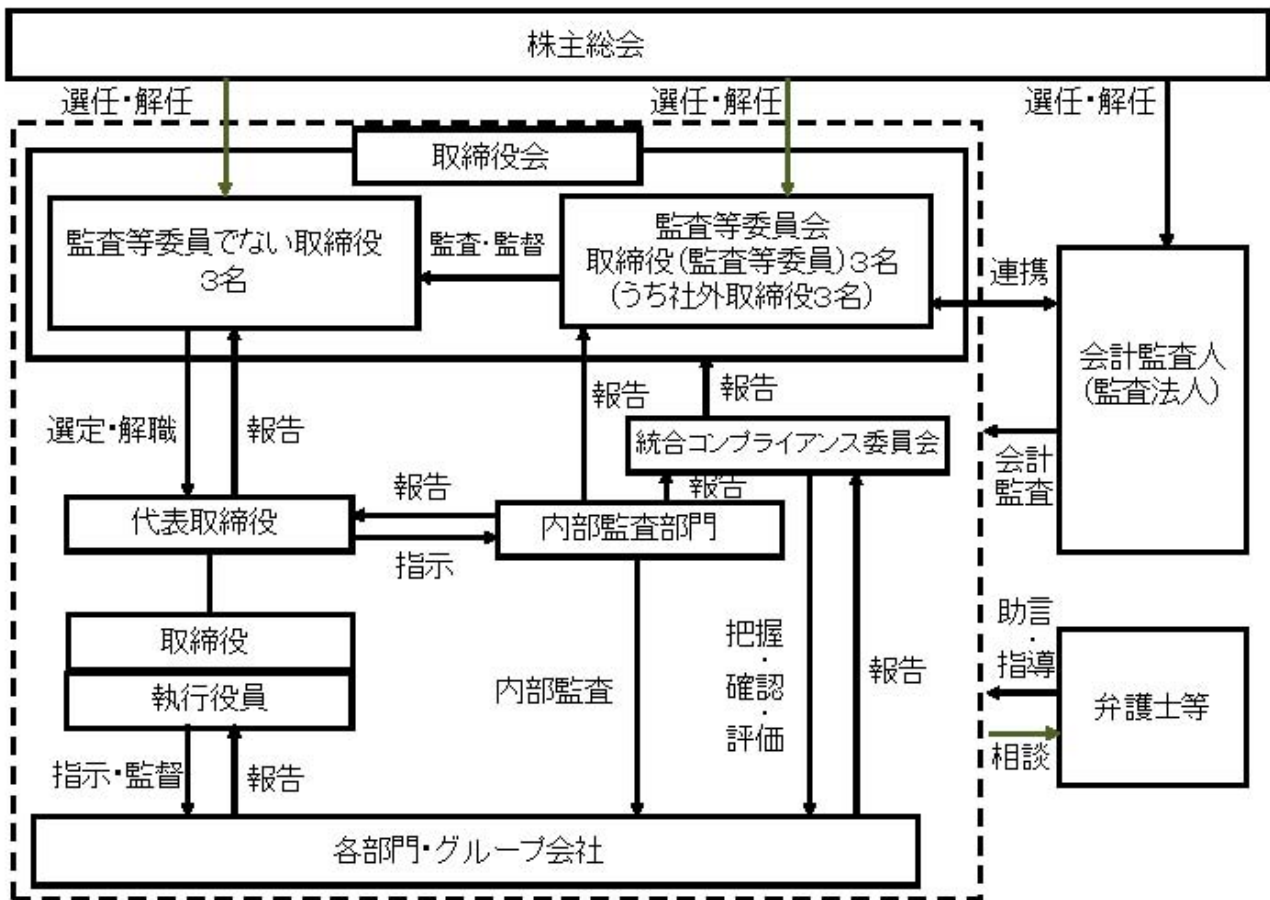 株主総会
選任・解任
選任・解任
選任・解任
取締役会
監査等委員でない取締役
3名
監査・監督
監査等委員会
取締役(監査等委員)3名
(うち社外取締役3名)
連携
会計監査人
(監査法人)
選定・解職
報告
報告
報告
統合コンプライアンス委員会
会計
監査
代表取締役
報告
指示
報告
内部監査部門
取締役
執行役員
内部監査
把握
・
確認
・
評価
報告
助言
・
指導
弁護士等
相談
指示・監督
報告
各部門・グループ会社